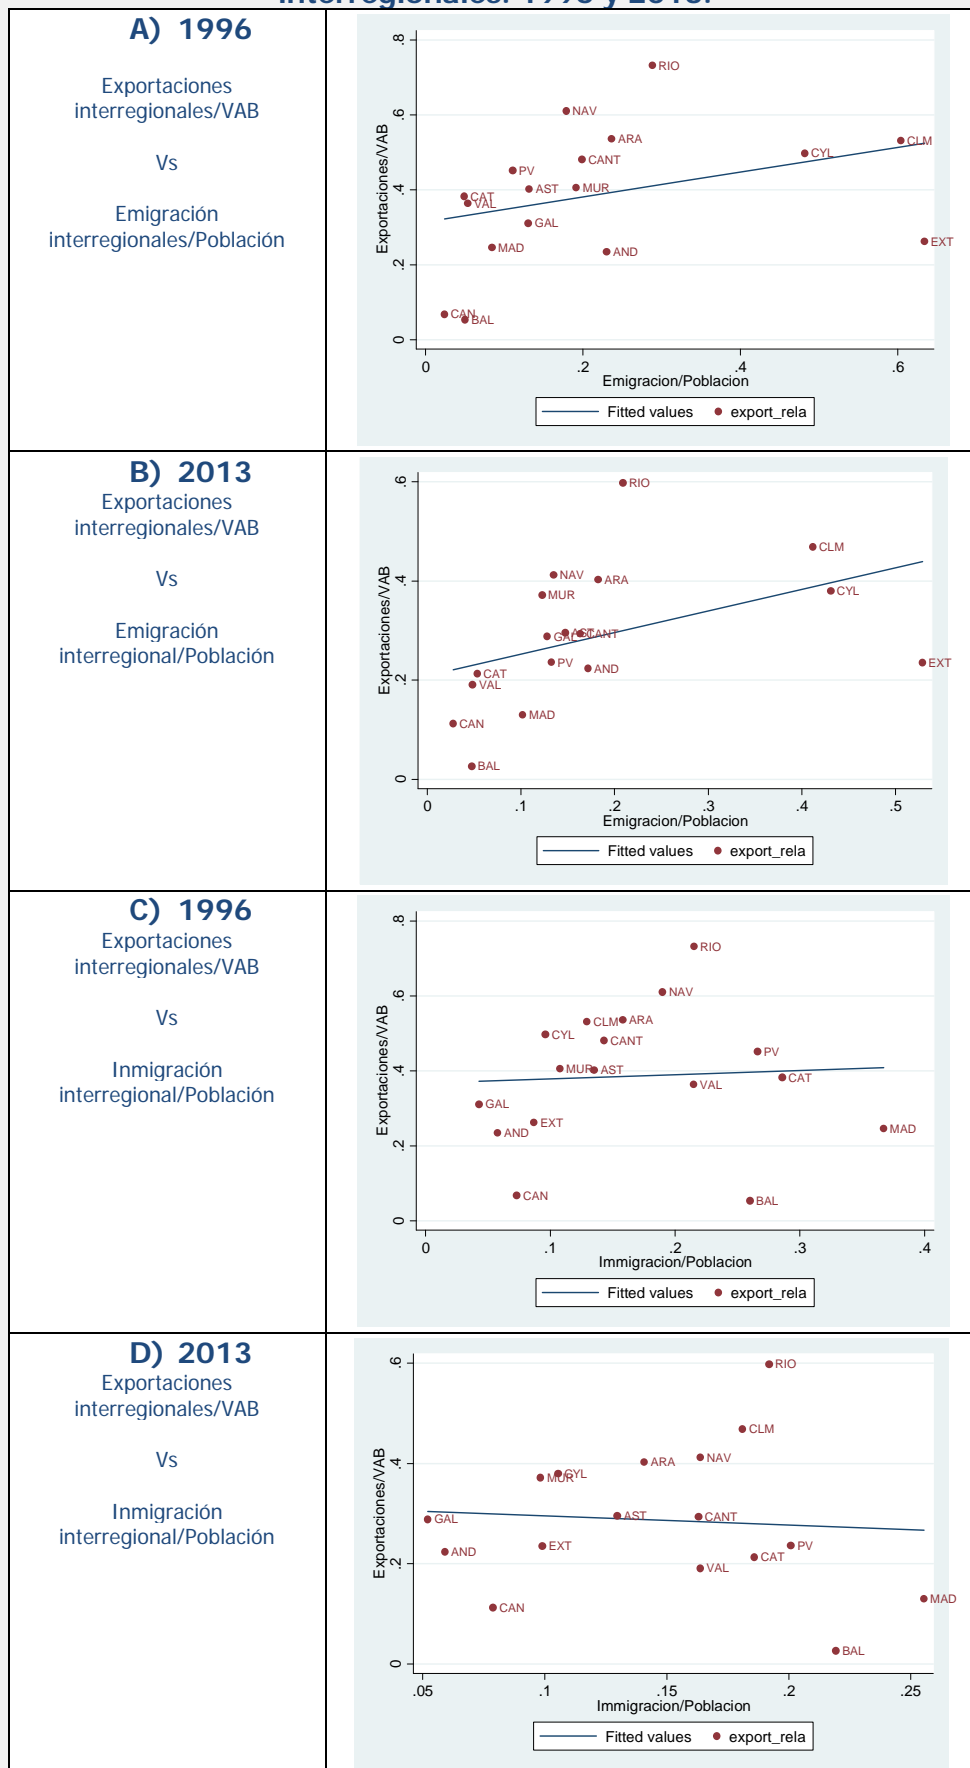 interregionales. 1996 y 2013.
A) 1996
Exportaciones
interregionales/VAB
Vs
Emigración
interregionales/Población
Exportaciones/VAB
0
.2
.4
.6
.8
RIO
NAV
ARA
CLM
CANT
CYL
PV
AST
MUR
CAT
VAL
GAL
MAD
AND
EXT
CAN
BAL
0
.2
.4
.6
Emigracion/Poblacion
Fitted values
export_rela
B) 2013
Exportaciones
interregionales/VAB
Vs
Emigración
interregional/Población
Exportaciones/VAB
0
.2
.4
.6
RIO
CLM
NAV
ARA
MUR
CYL
AST
GAL
CANT
PV
AND
EXT
CAT
VAL
MAD
CAN
BAL
0
.1
.2
.3
.4
.5
Emigracion/Poblacion
Fitted values
export_rela
C) 1996
Exportaciones
interregionales/VAB
Vs
Inmigración
interregional/Población
Exportaciones/VAB
0
.2
.4
.6
.8
RIO
NAV
CLM
ARA
CYL
CANT
PV
MUR
AST
CAT
VAL
GAL
EXT
AND
MAD
CAN
BAL
0
.1
.2
.3
.4
Immigracion/Poblacion
Fitted values
export_rela
D) 2013
Exportaciones
interregionales/VAB
Vs
Inmigración
interregional/Población
Exportaciones/VAB
0
.2
.4
.6
RIO
CLM
NAV
ARA
CYL
MUR
AST
CANT
GAL
EXT
PV
AND
CAT
VAL
MAD
CAN
BAL
.05
.1
.15
.2
.25
Immigracion/Poblacion
Fitted values
export_rela